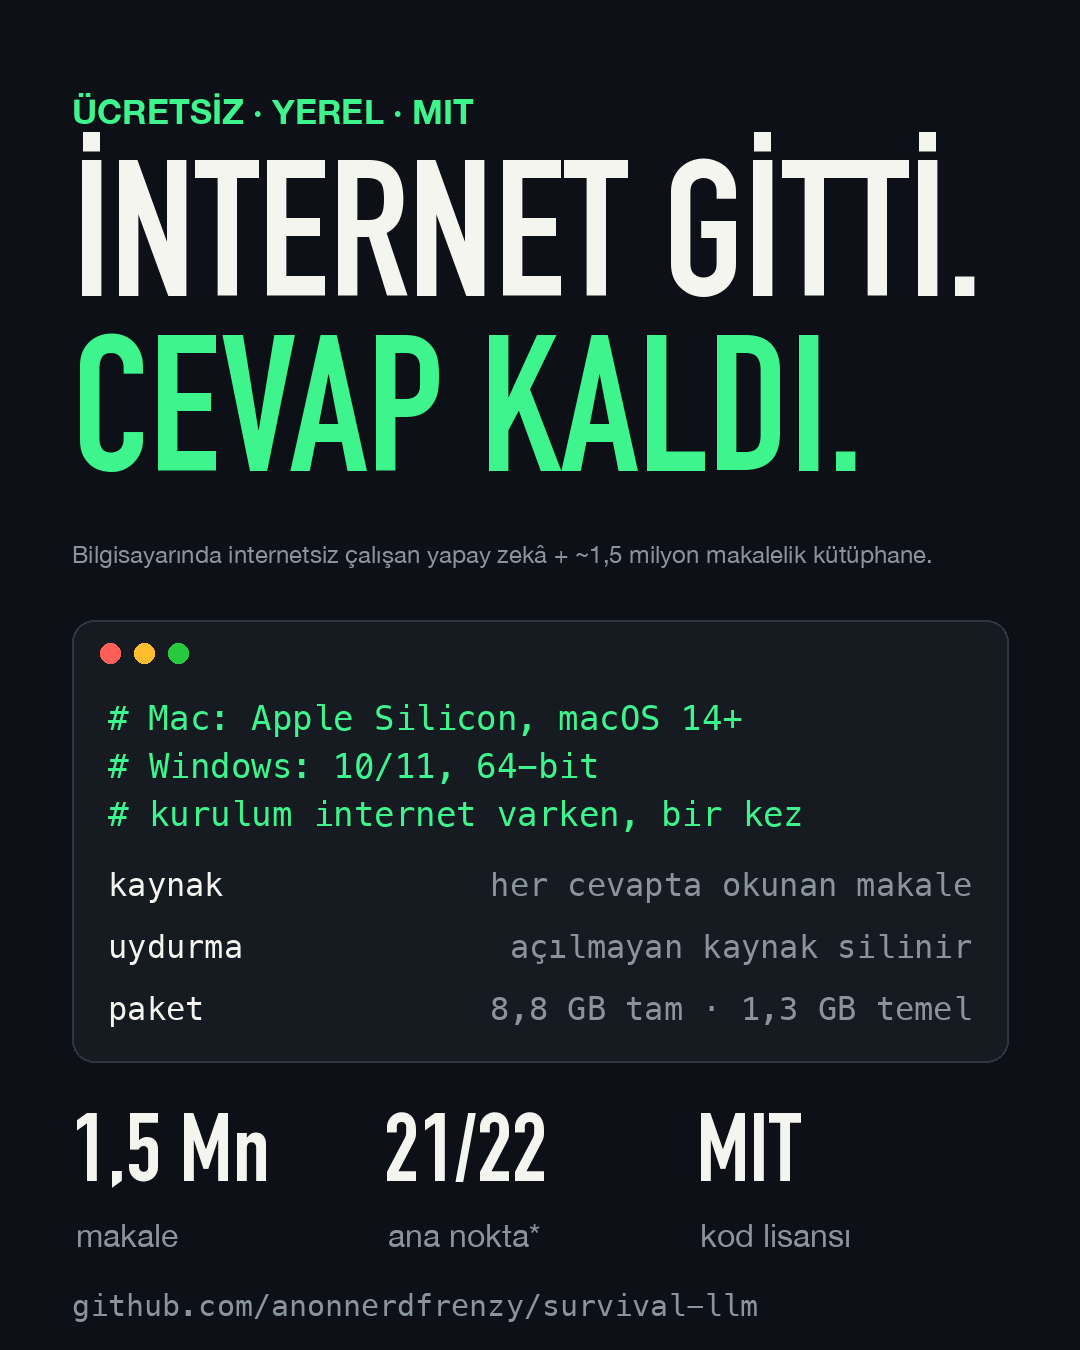 ÜCRETSİZ · YEREL · MIT
İNTERNET GİTTİ.
CEVAP KALDI.
Bilgisayarında internetsiz çalışan yapay zekâ + ~1,5 milyon makalelik kütüphane.
# Mac: Apple Silicon, macOS 14+
# Windows: 10/11, 64-bit
# kurulum internet varken, bir kez
kaynak her cevapta okunan makale
uydurma açılmayan kaynak silinir
paket 8,8 GB tam · 1,3 GB temel
1,5 Mn 21/22 MIT
makale ana nokta* kod lisansı
github.com/anonnerdfrenzy/survival-llm